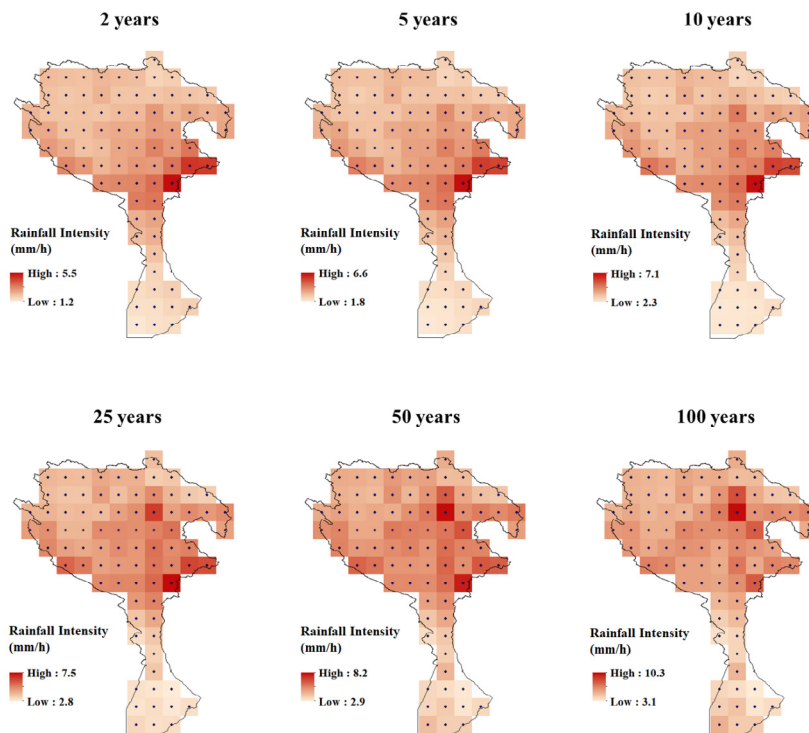 2 years
5 years
10 years
Rainfall Intensity
(mm/h)
High : 5.5
Low : 1.2
Rainfall Intensity
(mm/h)
High : 6.6
Low : 1.8
Rainfall Intensity
(mm/h)
High : 7.1
Low : 2.3
25 years
50 years
100 years
Rainfall Intensity
(mm/h)
High : 7.5
Low : 2.8
Rainfall Intensity
(mm/h)
High : 8.2
Low : 2.9
Rainfall Intensity
(mm/h)
High : 10.3
Low : 3.1